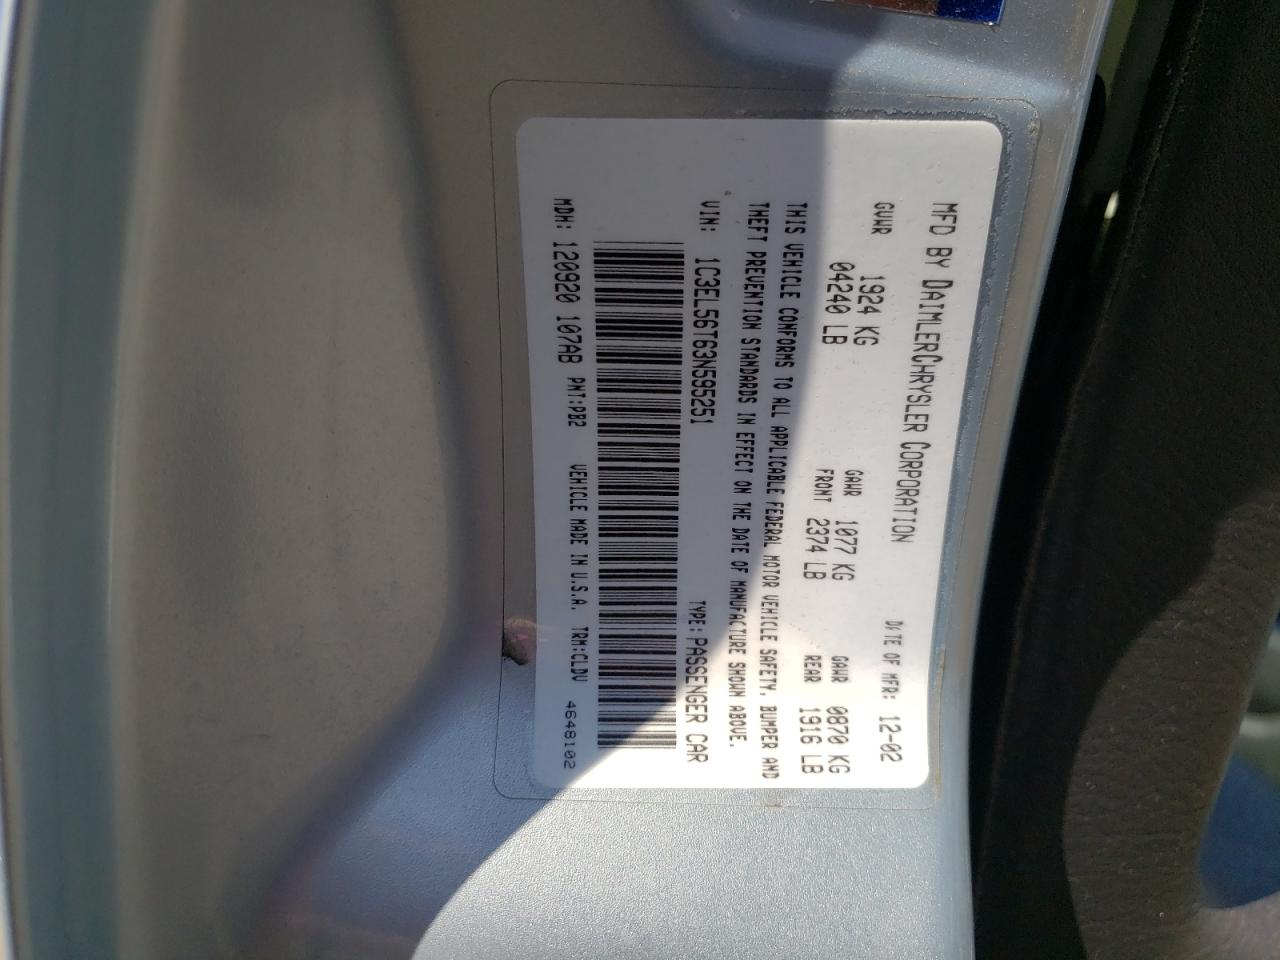 MFD BY DAIMLERCHRYSLER CORPORATION
DATE OF MFR: 12-02
GVWR
1924 KG
04240 LB
GAWR FRONT
1077 KG
2374 LB
GAWR REAR
0870 KG
1916 LB
THIS VEHICLE CONFORMS TO ALL APPLICABLE FEDERAL MOTOR VEHICLE SAFETY, BUMPER AND
THEFT PREVENTION STANDARDS IN EFFECT ON THE DATE OF MANUFACTURE SHOWN ABOVE.
VIN: 1C3EL56T63N595251 TYPE: PASSENGER CAR
MDH: 120920 107AB PNT:PB2 VEHICLE MADE IN U.S.A. TRM:CLDV 4648102